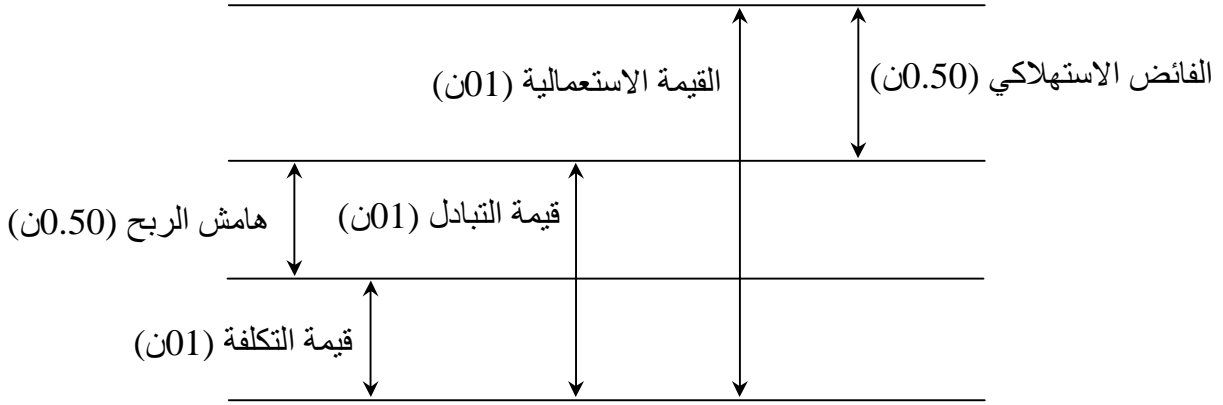 الفائض الاستهلاكي (0.50ن)
القيمة الاستعمالية (01ن)
قيمة التبادل (01ن)
هامش الربح (0.50ن)
قيمة التكلفة (01ن)